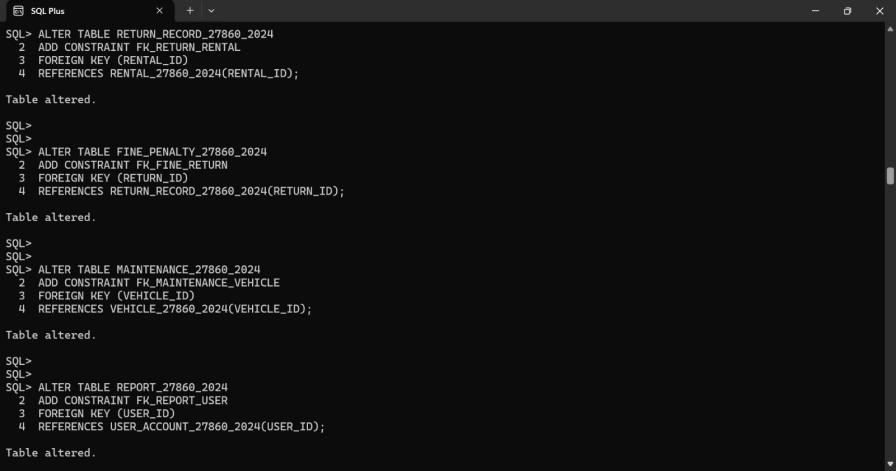 SQL Plus
SQL> ALTER TABLE RETURN_RECORD_27860_2024
2 ADD CONSTRAINT FK_RETURN_RENTAL
3 FOREIGN KEY (RENTAL_ID)
4 REFERENCES RENTAL_27860_2024(RENTAL_ID);
Table altered.
SQL>
SQL>
SQL> ALTER TABLE FINE_PENALTY_27860_2024
2 ADD CONSTRAINT FK_FINE_RETURN
3 FOREIGN KEY (RETURN_ID)
4 REFERENCES RETURN_RECORD_27860_2024(RETURN_ID);
Table altered.
SQL>
SQL>
SQL> ALTER TABLE MAINTENANCE_27860_2024
2 ADD CONSTRAINT FK_MAINTENANCE_VEHICLE
3 FOREIGN KEY (VEHICLE_ID)
4 REFERENCES VEHICLE_27860_2024(VEHICLE_ID);
Table altered.
SQL>
SQL>
SQL> ALTER TABLE REPORT_27860_2024
2 ADD CONSTRAINT FK_REPORT_USER
3 FOREIGN KEY (USER_ID)
4 REFERENCES USER_ACCOUNT_27860_2024(USER_ID);
Table altered.